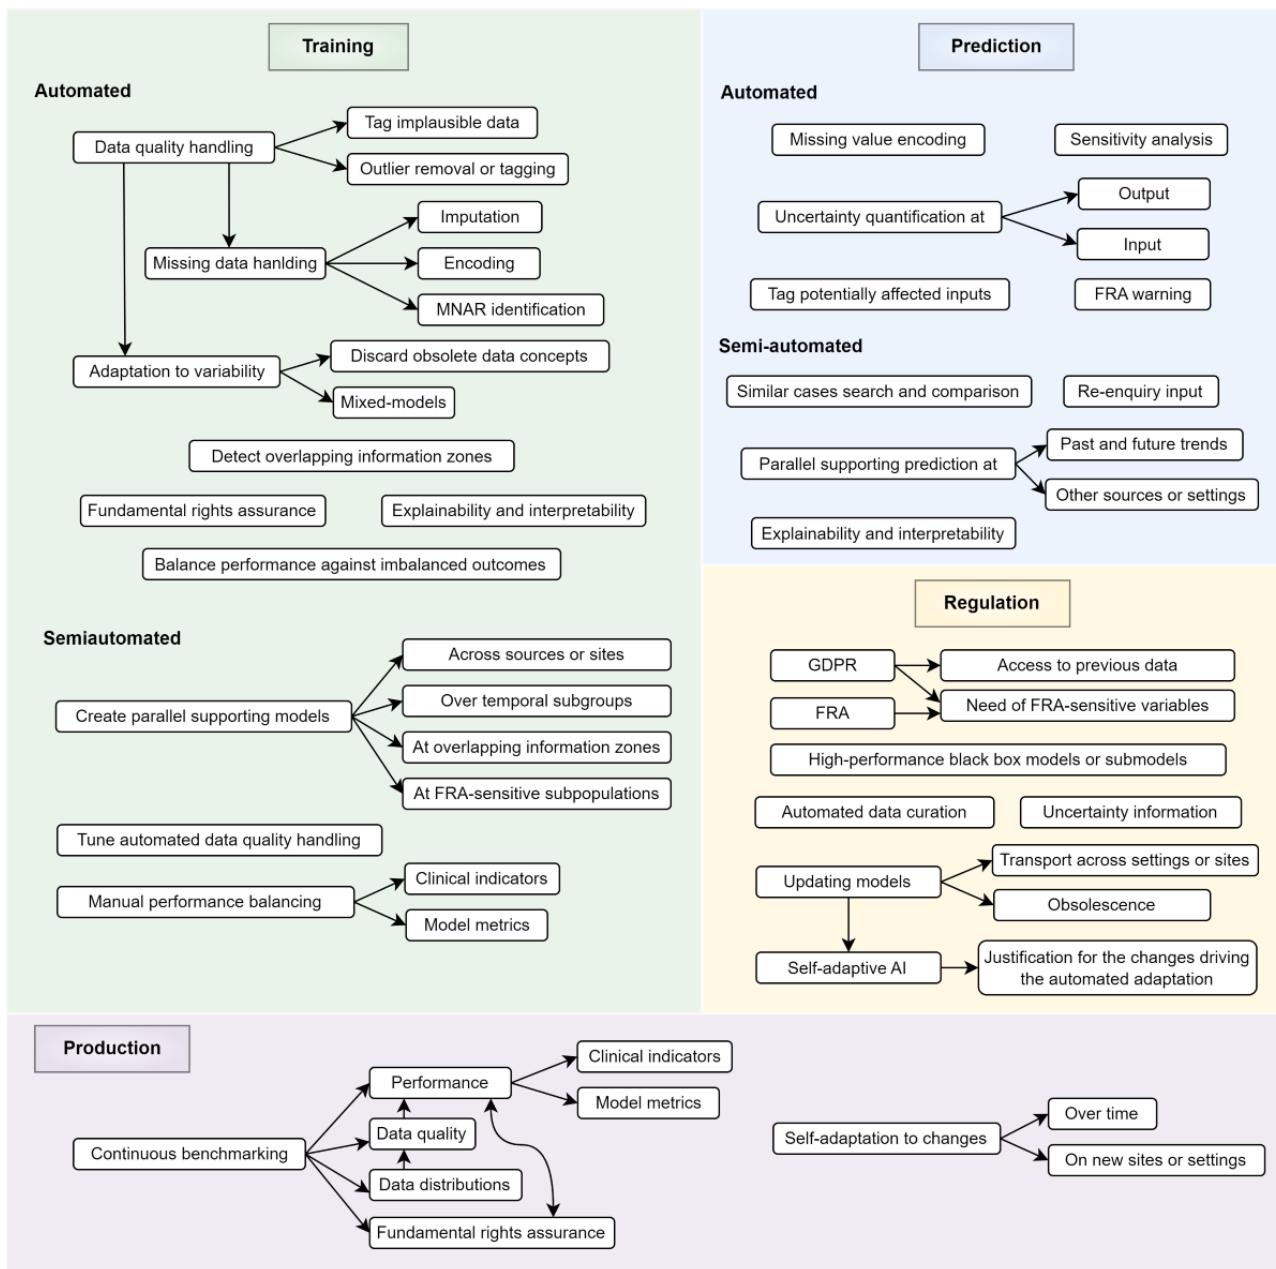 Training
Automated
Data quality handling
Tag implausible data
Outlier removal or tagging
Missing data hanlding
Imputation
Encoding
MNAR identification
Adaptation to variability
Discard obsolete data concepts
Mixed-models
Detect overlapping information zones
Fundamental rights assurance
Explainability and interpretability
Balance performance against imbalanced outcomes
Semiautomated
Create parallel supporting models
Across sources or sites
Over temporal subgroups
At overlapping information zones
At FRA-sensitive subpopulations
Tune automated data quality handling
Manual performance balancing
Clinical indicators
Model metrics
Prediction
Automated
Missing value encoding
Sensitivity analysis
Uncertainty quantification at
Output
Input
Tag potentially affected inputs
FRA warning
Semi-automated
Similar cases search and comparison
Re-enquiry input
Parallel supporting prediction at
Past and future trends
Other sources or settings
Explainability and interpretability
Regulation
GDPR
Access to previous data
FRA
Need of FRA-sensitive variables
High-performance black box models or submodels
Automated data curation
Uncertainty information
Updating models
Transport across settings or sites
Obsolescence
Self-adaptive AI
Justification for the changes driving
the automated adaptation
Production
Continuous benchmarking
Performance
Clinical indicators
Model metrics
Data quality
Data distributions
Fundamental rights assurance
Self-adaptation to changes
Over time
On new sites or settings